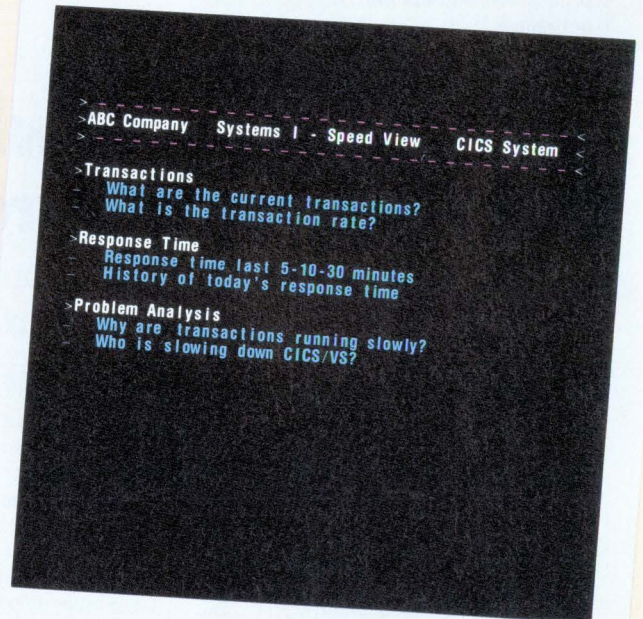 >- - - - - - - - - - - - - - - - - - - - - - - - - - - - <
>ABC Company Systems I - Speed View CICS System <
>- - - - - - - - - - - - - - - - - - - - - - - - - - - - <
>Transactions
- What are the current transactions?
- What is the transaction rate?
>Response Time
- Response time last 5-10-30 minutes
- History of today's response time
>Problem Analysis
- Why are transactions running slowly?
- Who is slowing down CICS/VS?